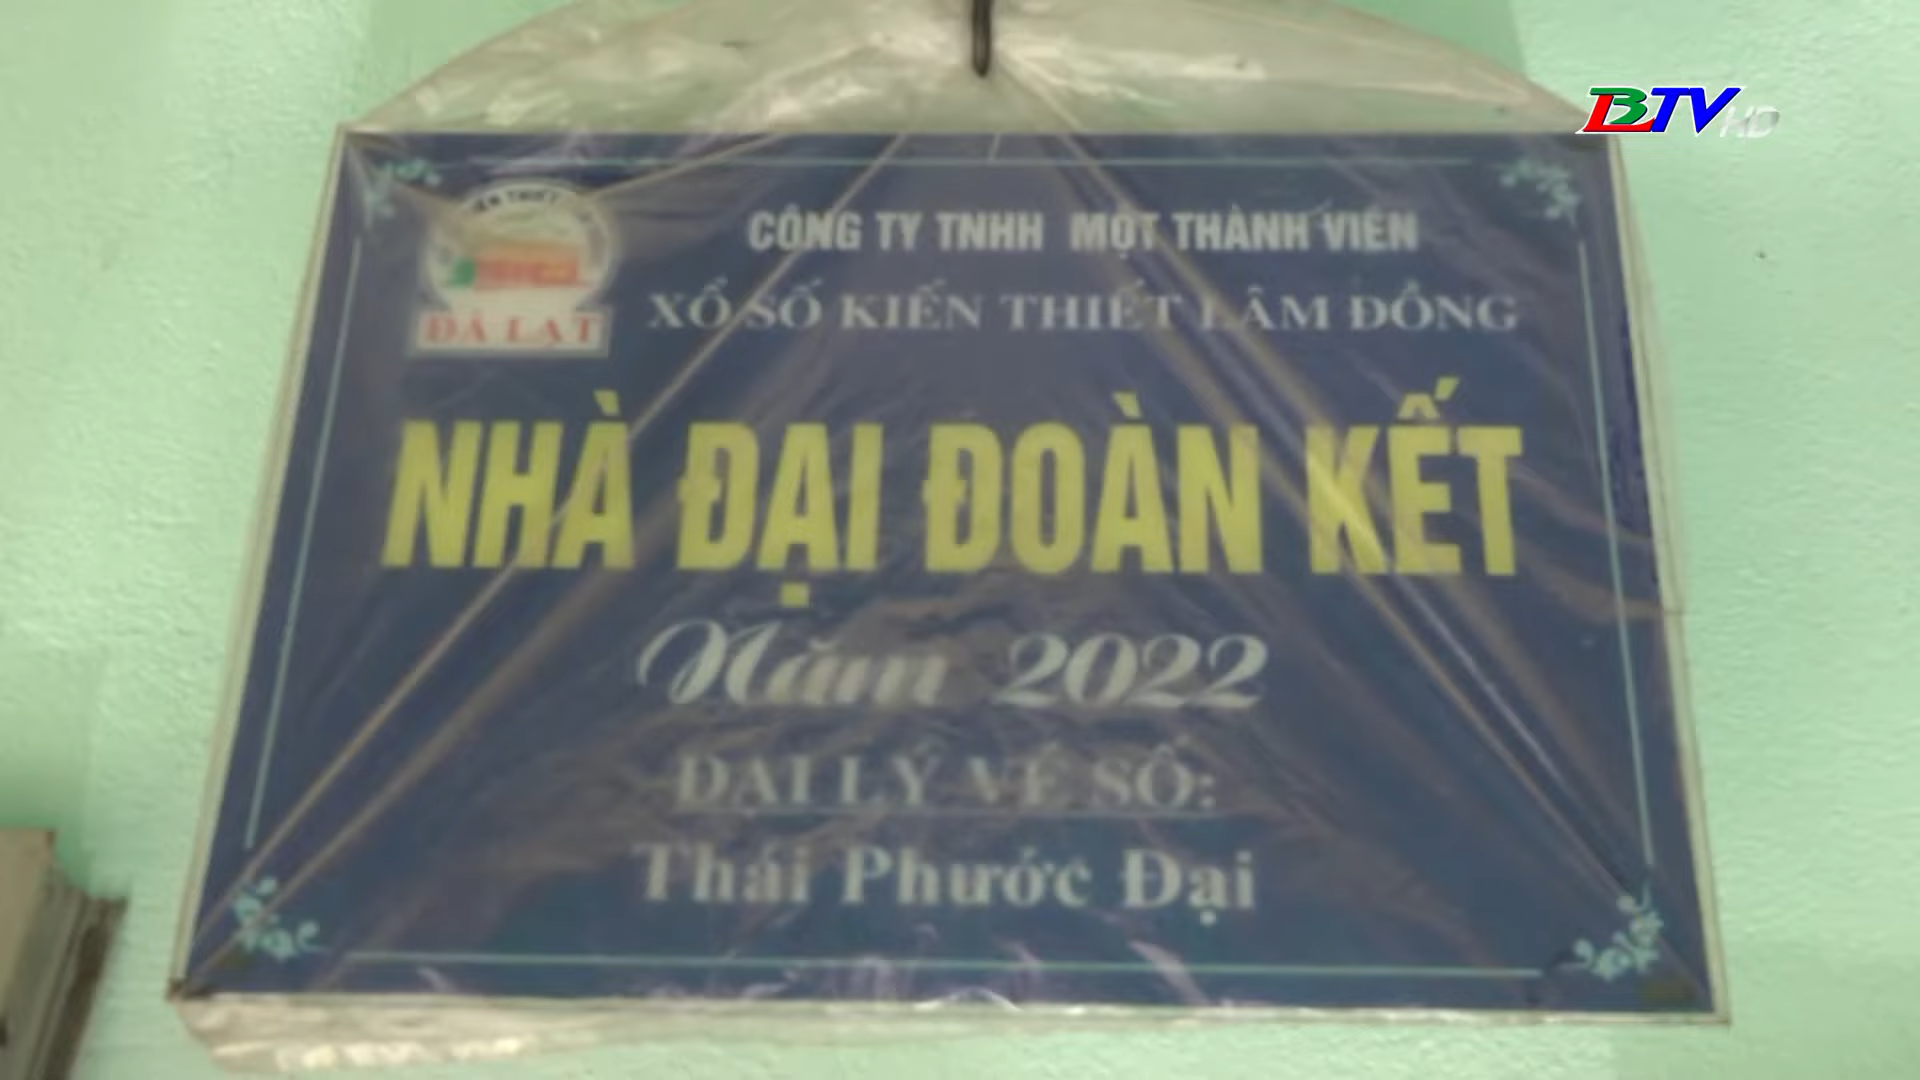 BTV HD
THIẾT
ĐÀ LẠT
CÔNG TY TNHH MỘT THÀNH VIÊN
XỔ SỐ KIẾN THIẾT LÂM ĐỒNG
NHÀ ĐẠI ĐOÀN KẾT
Năm 2022
ĐẠI LÝ VÉ SỐ:
Thái Phước Đại